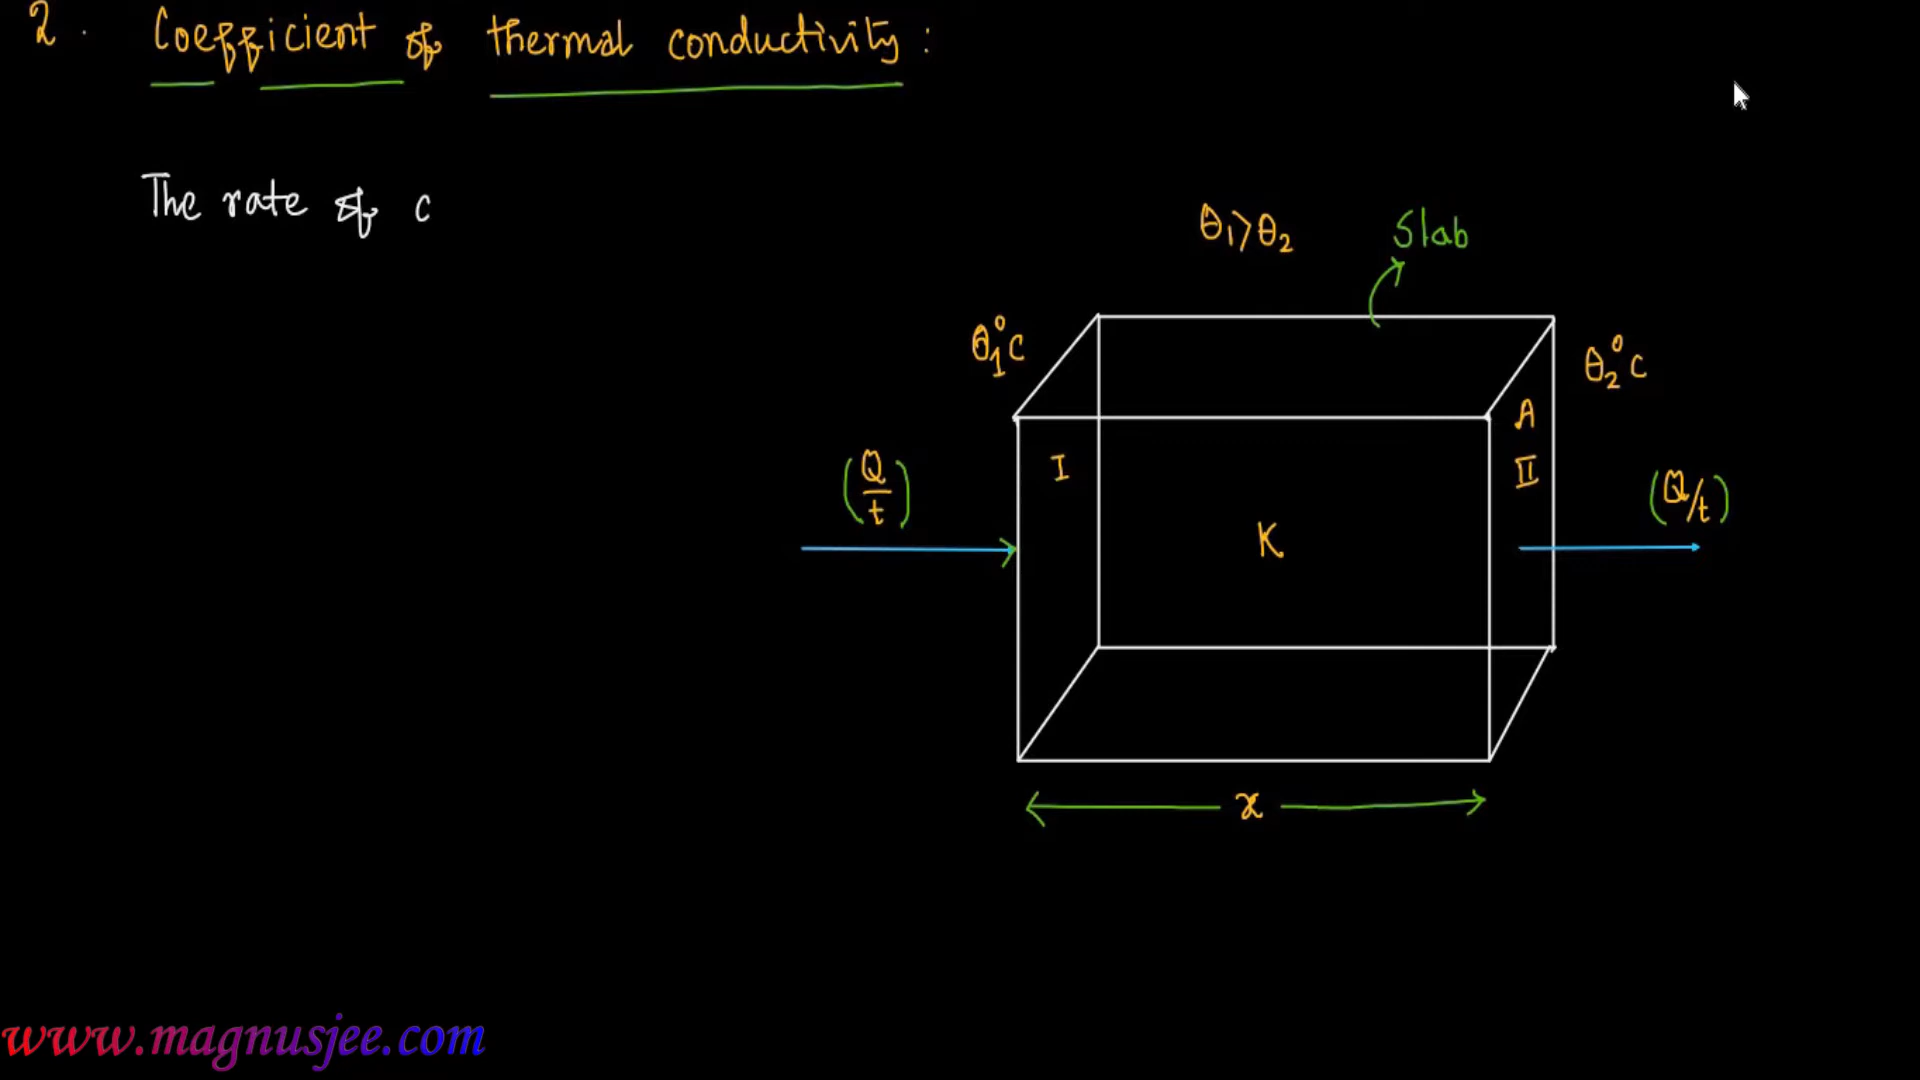 2. Coefficient of thermal conductivity :
The rate of c
θ₁>θ₂
Slab
θ₁°C
θ₂°C
A
I
II
(Q/t)
(Q/t)
K
x
www.magnusjee.com